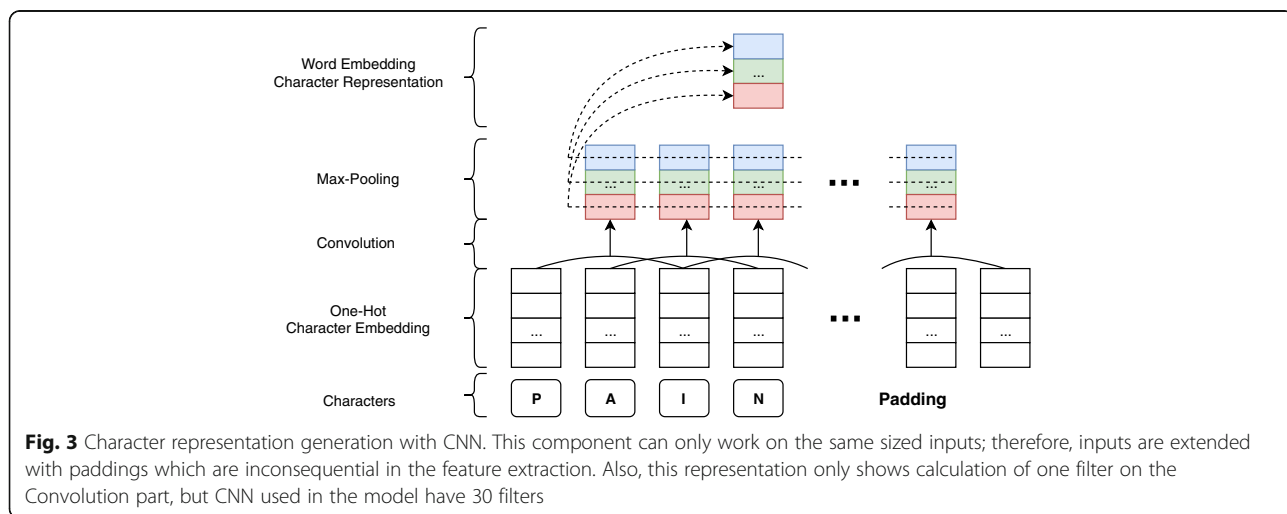 Word Embedding
Character Representation
...
Max-Pooling
... ... ... ... ...
Convolution
One-Hot
Character Embedding
... ... ... ... ... ... ...
Characters
P A I N Padding
Fig. 3 Character representation generation with CNN. This component can only work on the same sized inputs; therefore, inputs are extended
with paddings which are inconsequential in the feature extraction. Also, this representation only shows calculation of one filter on the
Convolution part, but CNN used in the model have 30 filters